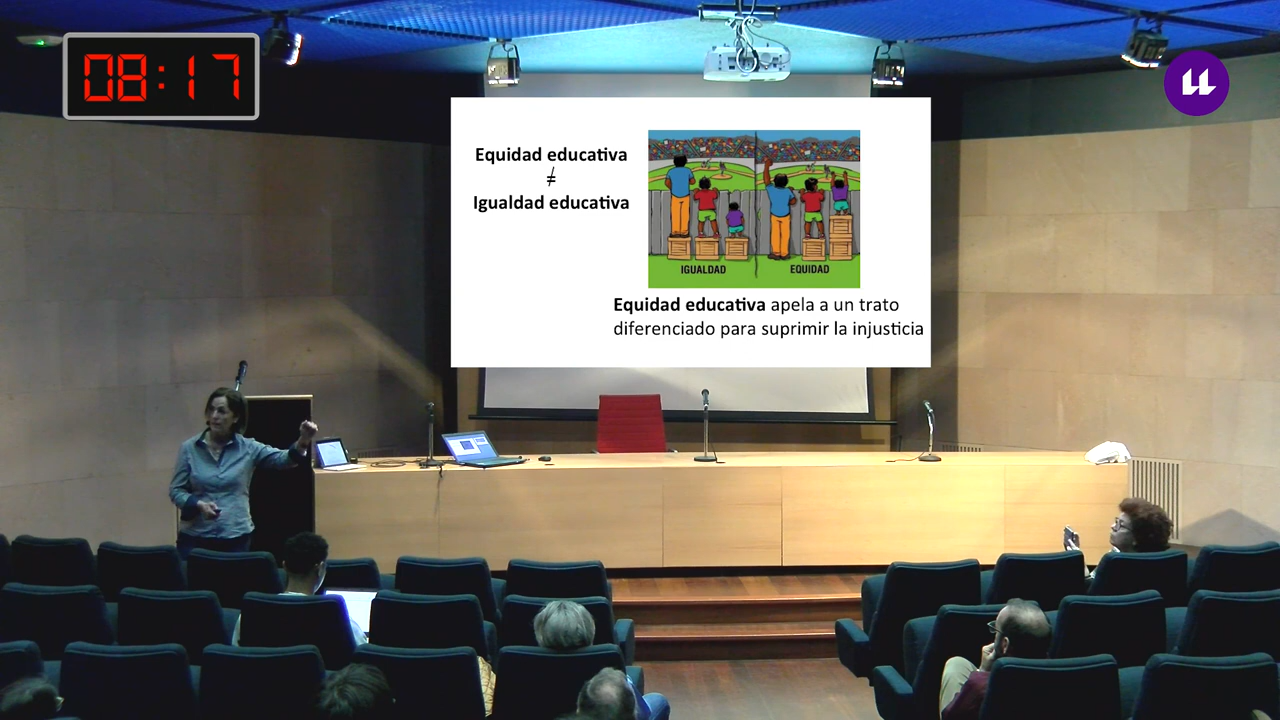 08:17
Equidad educativa
≠
Igualdad educativa
IGUALDAD
EQUIDAD
Equidad educativa apela a un trato
diferenciado para suprimir la injusticia